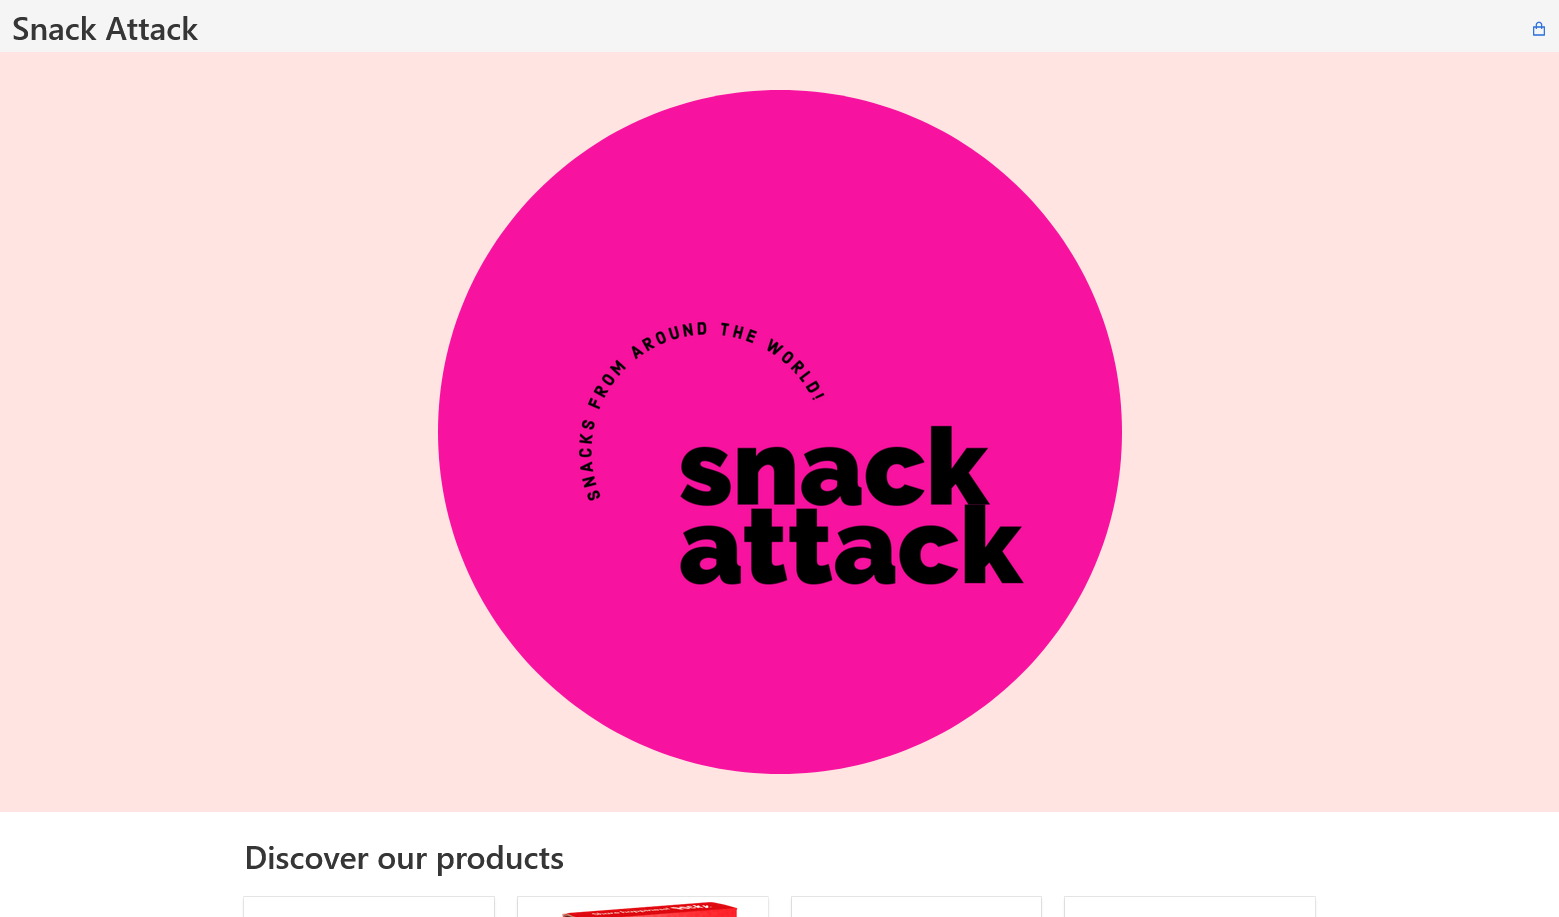 Snack Attack
SNACKS FROM AROUND THE WORLD!
snack
attack
Discover our products